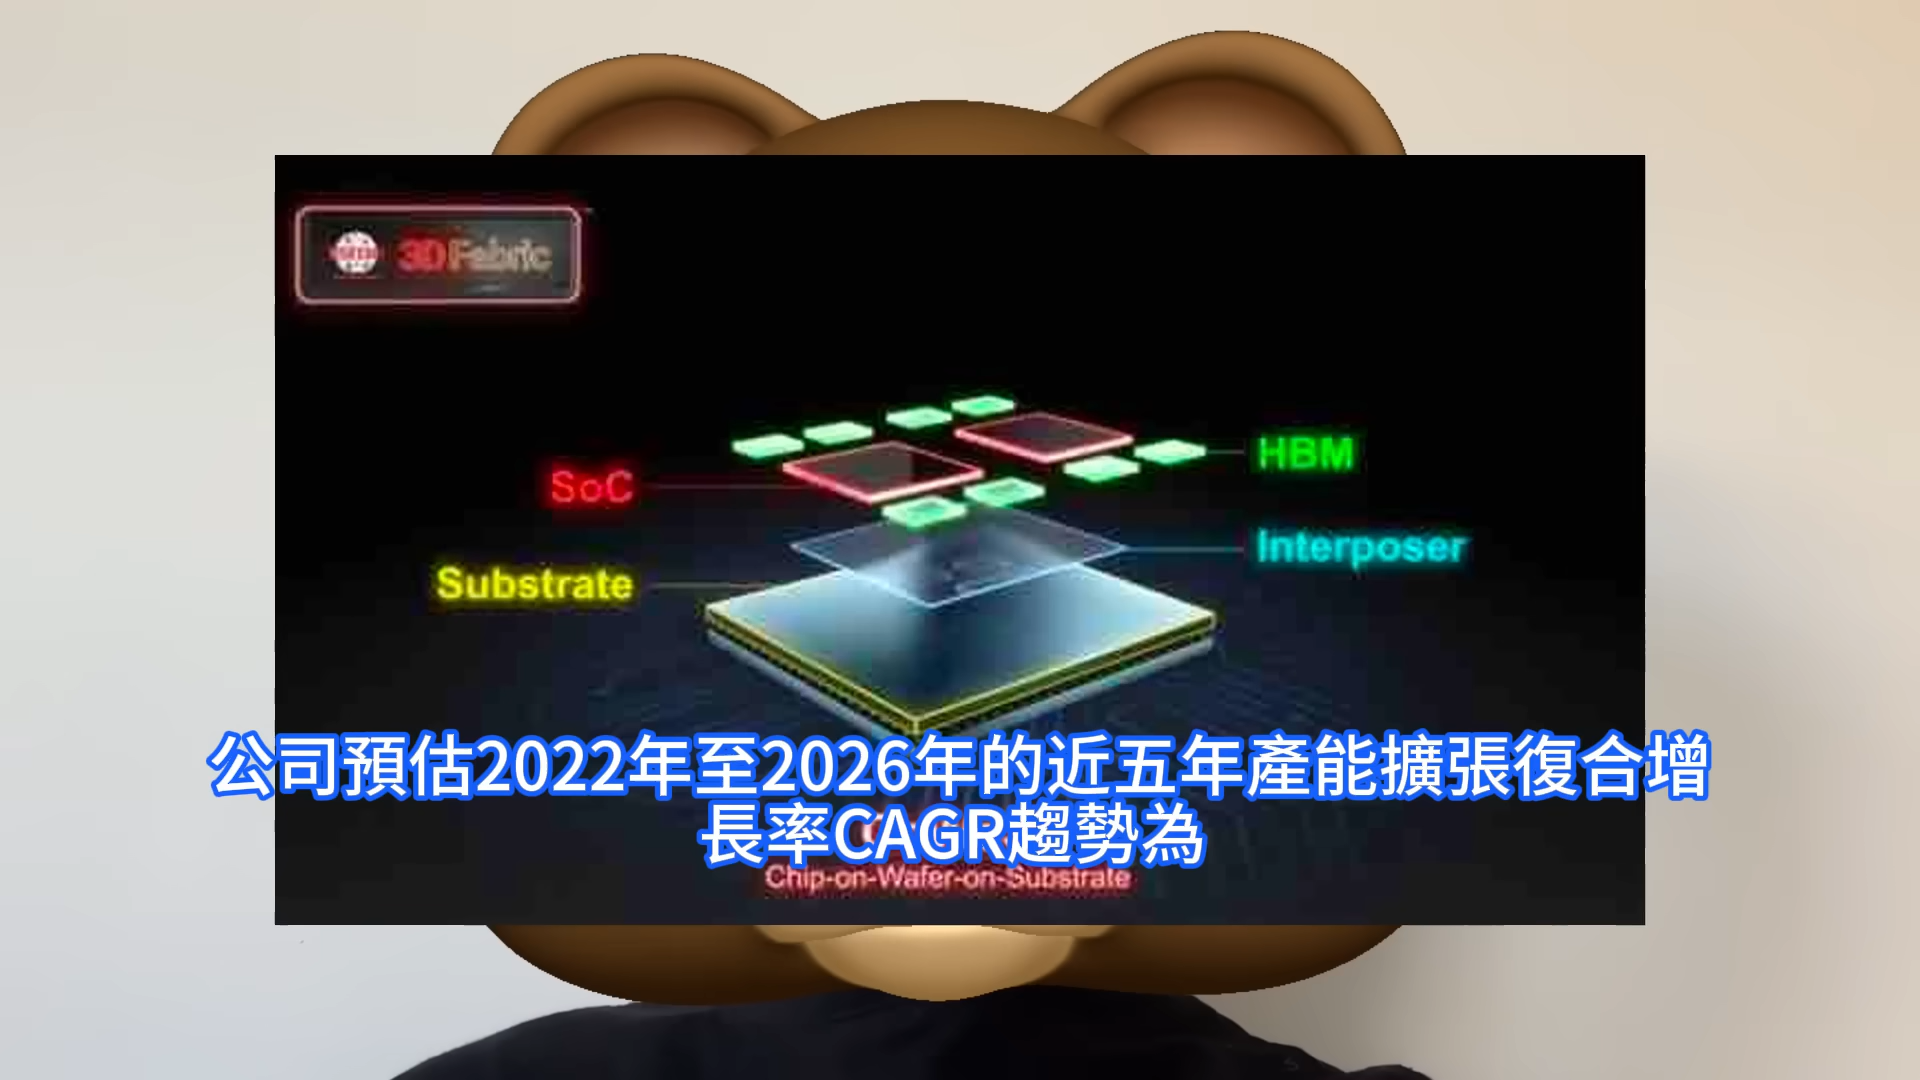 3DFabric
SoC
HBM
Interposer
Substrate
公司預估2022年至2026年的近五年產能擴張復合增
長率CAGR趨勢為
Chip-on-Wafer-on-Substrate